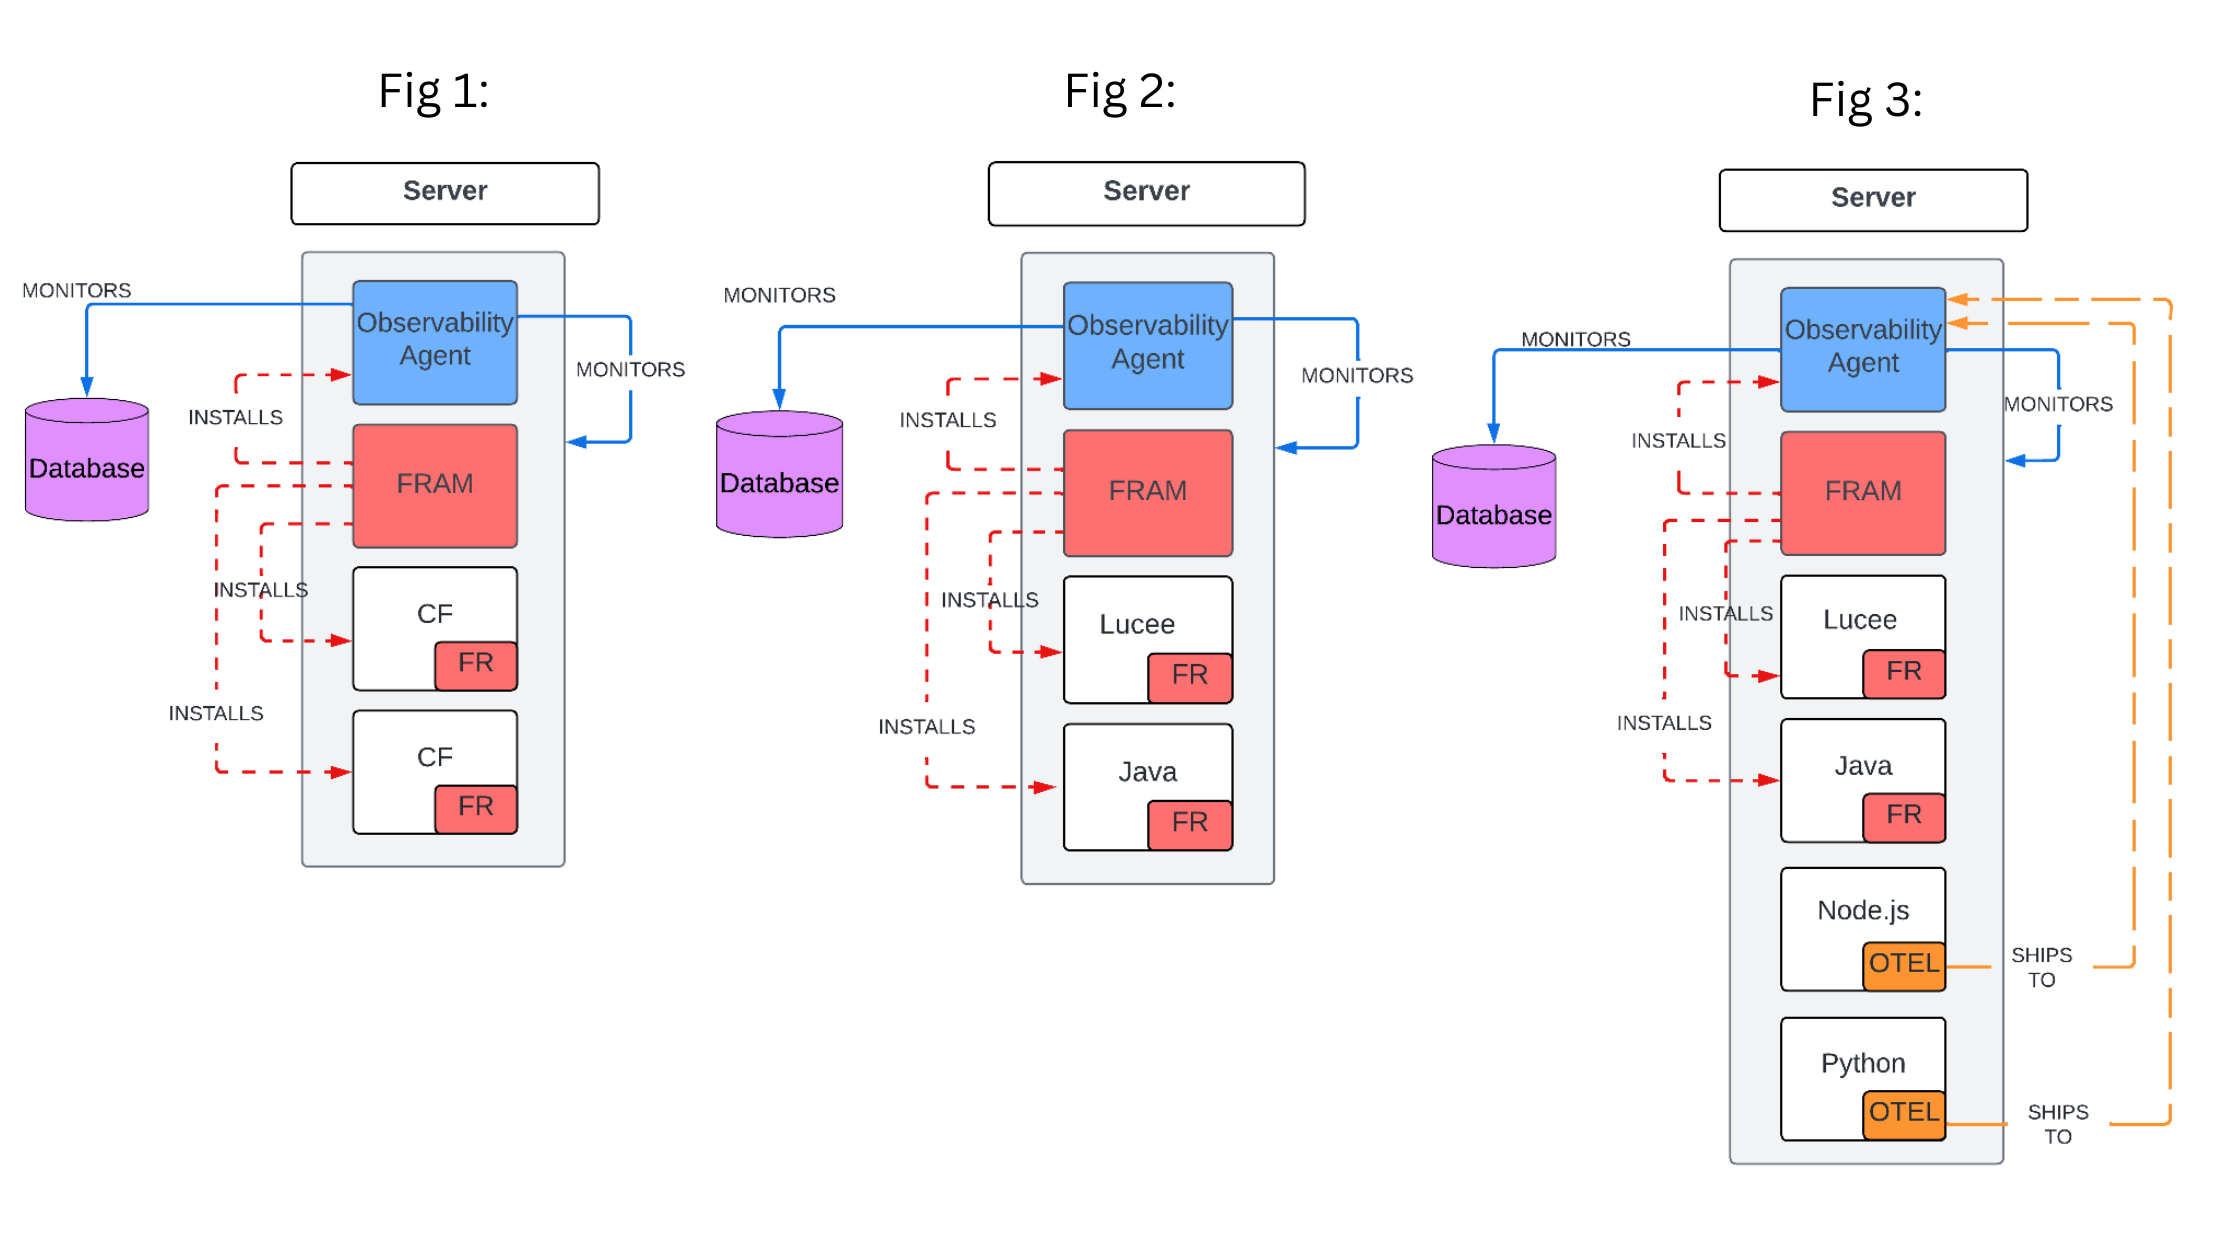 Fig 1:
Server
MONITORS
Observability
Agent
MONITORS
INSTALLS
Database
FRAM
INSTALLS
CF
FR
INSTALLS
CF
FR
Fig 2:
Server
MONITORS
Observability
Agent
MONITORS
INSTALLS
Database
FRAM
INSTALLS
Lucee
FR
INSTALLS
Java
FR
Fig 3:
Server
MONITORS
Observability
Agent
MONITORS
INSTALLS
Database
FRAM
INSTALLS
Lucee
FR
INSTALLS
Java
FR
Node.js
OTEL
SHIPS
TO
Python
OTEL
SHIPS
TO